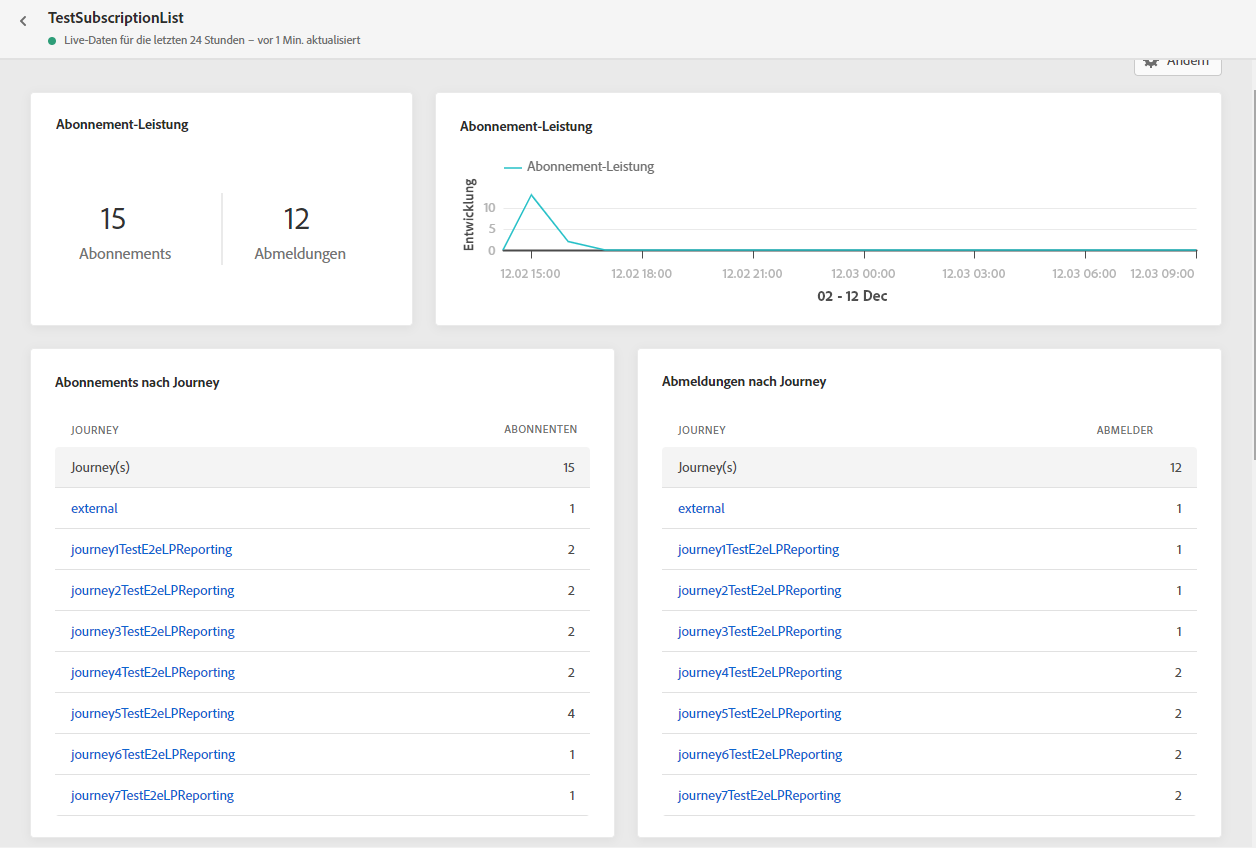 TestSubscriptionList
Live-Daten für die letzten 24 Stunden – vor 1 Min. aktualisiert
Ändern
Abonnement-Leistung
15
Abonnements
12
Abmeldungen
Abonnement-Leistung
Abonnement-Leistung
Entwicklung
10
5
0
12.02 15:00
12.02 18:00
12.02 21:00
12.03 00:00
12.03 03:00
12.03 06:00
12.03 09:00
02 - 12 Dec
Abonnements nach Journey
JOURNEY ABONNENTEN
Journey(s) 15
external 1
journey1TestE2eLPReporting 2
journey2TestE2eLPReporting 2
journey3TestE2eLPReporting 2
journey4TestE2eLPReporting 2
journey5TestE2eLPReporting 4
journey6TestE2eLPReporting 1
journey7TestE2eLPReporting 1
Abmeldungen nach Journey
JOURNEY ABMELDER
Journey(s) 12
external 1
journey1TestE2eLPReporting 1
journey2TestE2eLPReporting 1
journey3TestE2eLPReporting 1
journey4TestE2eLPReporting 2
journey5TestE2eLPReporting 2
journey6TestE2eLPReporting 2
journey7TestE2eLPReporting 2